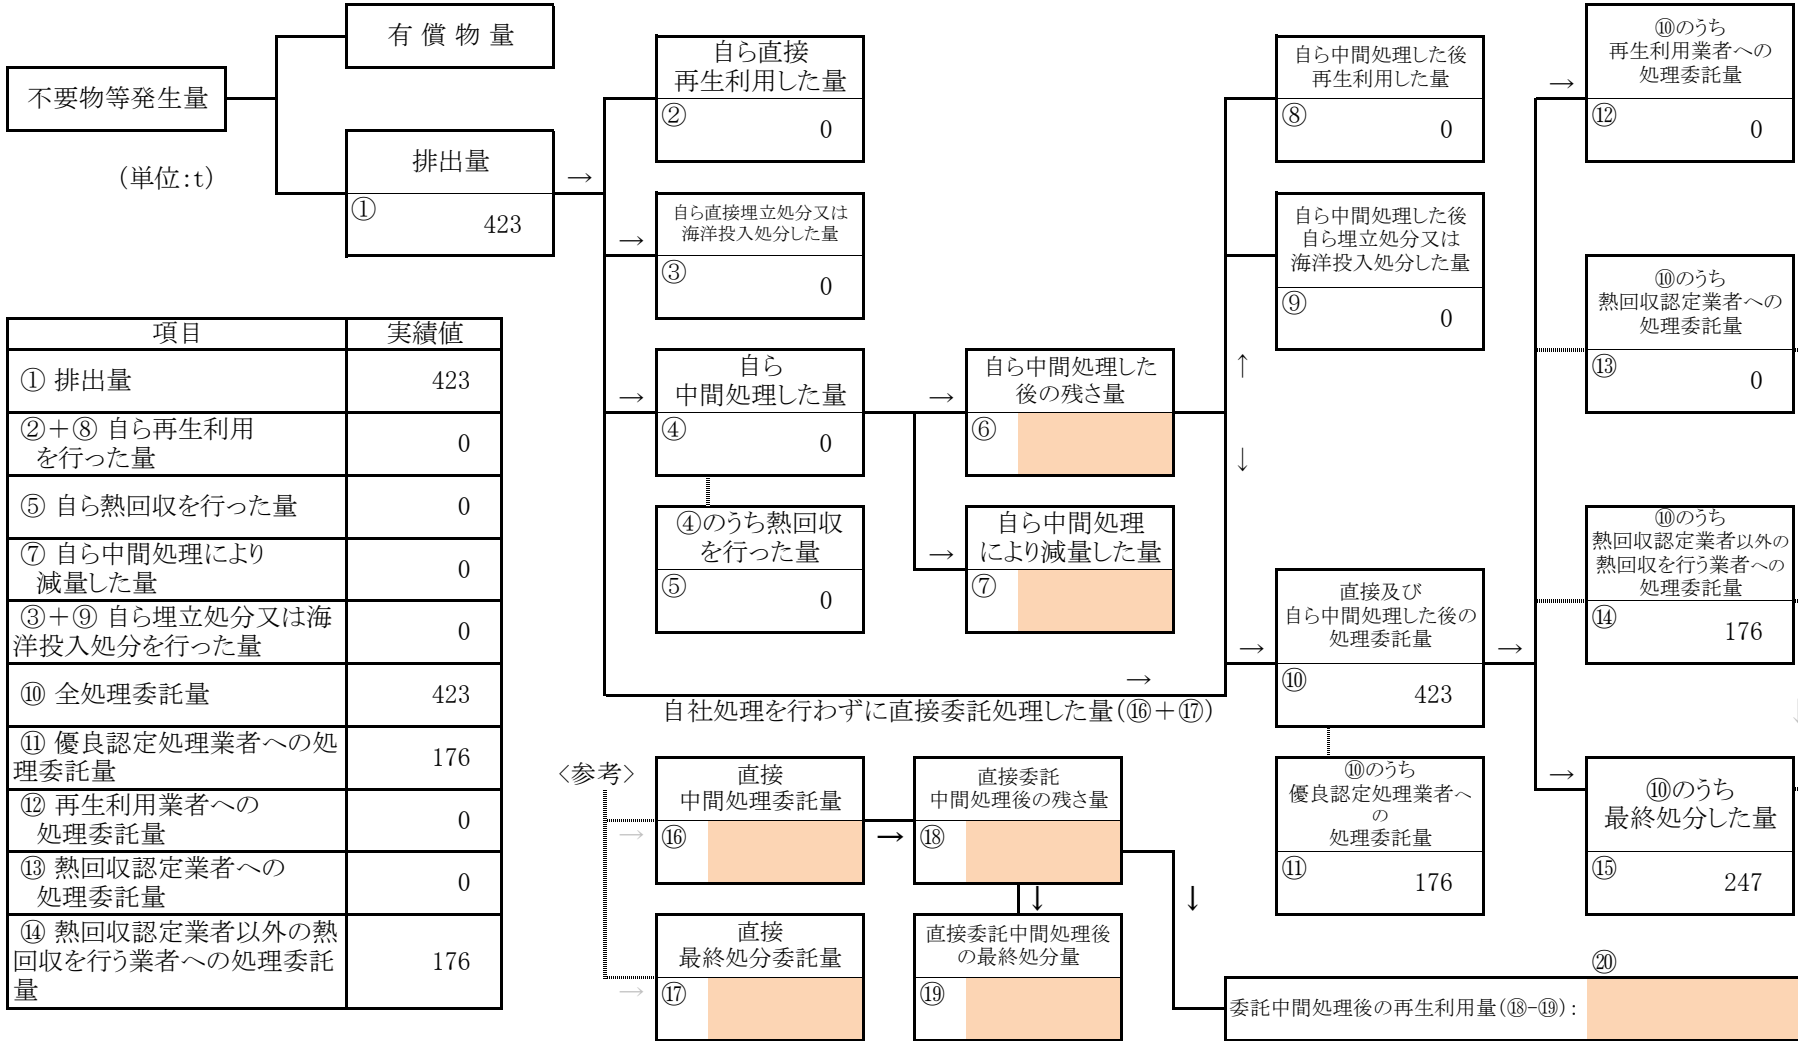 不要物等発生量
有 償 物 量
(単位:t)
排出量
①
423
→
自ら直接
再生利用した量
②
0
→
自ら直接埋立処分又は
海洋投入処分した量
③
0
→
自ら
中間処理した量
④
0
④のうち熱回収
を行った量
⑤
0
→
自ら中間処理した
後の残さ量
⑥
→
自ら中間処理
により減量した量
⑦
自ら中間処理した後
再生利用した量
⑧
0
自ら中間処理した後
自ら埋立処分又は
海洋投入処分した量
⑨
0
↑
↓
→
自社処理を行わずに直接委託処理した量(⑯+⑰)
→
直接及び
自ら中間処理した後の
処理委託量
⑩
423
⑩のうち
優良認定処理業者へ
の
処理委託量
⑪
176
→
→
⑩のうち
再生利用業者への
処理委託量
⑫
0
⑩のうち
熱回収認定業者への
処理委託量
⑬
0
⑩のうち
熱回収認定業者以外の
熱回収を行う業者への
処理委託量
⑭
176
↓
→
⑩のうち
最終処分した量
⑮
247
項目 実績値
① 排出量 423
②+⑧ 自ら再生利用
を行った量 0
⑤ 自ら熱回収を行った量 0
⑦ 自ら中間処理により
減量した量 0
③+⑨ 自ら埋立処分又は海
洋投入処分を行った量 0
⑩ 全処理委託量 423
⑪ 優良認定処理業者への処
理委託量 176
⑫ 再生利用業者への
処理委託量 0
⑬ 熱回収認定業者への
処理委託量 0
⑭ 熱回収認定業者以外の熱
回収を行う業者への処理委託
量 176
<参考>
→
直接
中間処理委託量
⑯
→
直接委託
中間処理後の残さ量
⑱
↓
↓
→
直接
最終処分委託量
⑰
直接委託中間処理後
の最終処分量
⑲
⑳
委託中間処理後の再生利用量(⑱-⑲):